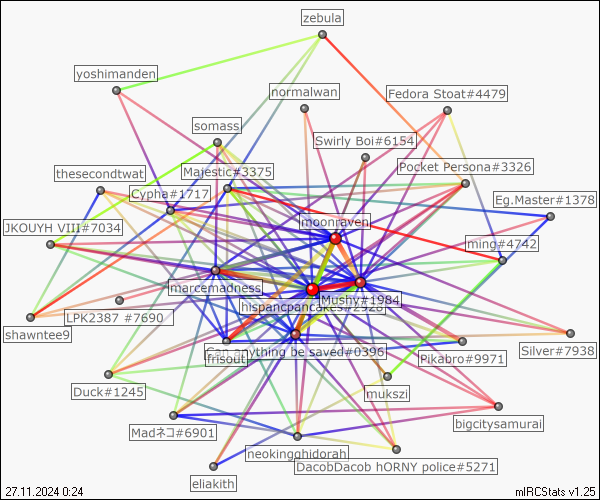 zebula
yoshimanden
normalwan
Fedora Stoat#4479
somass
Swirly Boi#6154
thesecondtwat
Majestic#3375
Pocket Persona#3326
Cypha#1717
Eg.Master#1378
JKOUYH VIII#7034
moonraven
ming#4742
marcemadness
Mushy#1984
hispancpancakes#2528
LPK2387 #7690
shawntee9
frisout
Can anything be saved#0396
Pikabro#9971
Silver#7938
Duck#1245
mukszi
bigcitysamurai
Madネコ#6901
neokingghidorah
DacobDacob hORNY police#5271
eliakith
27.11.2024 0:24
mIRCStats v1.25